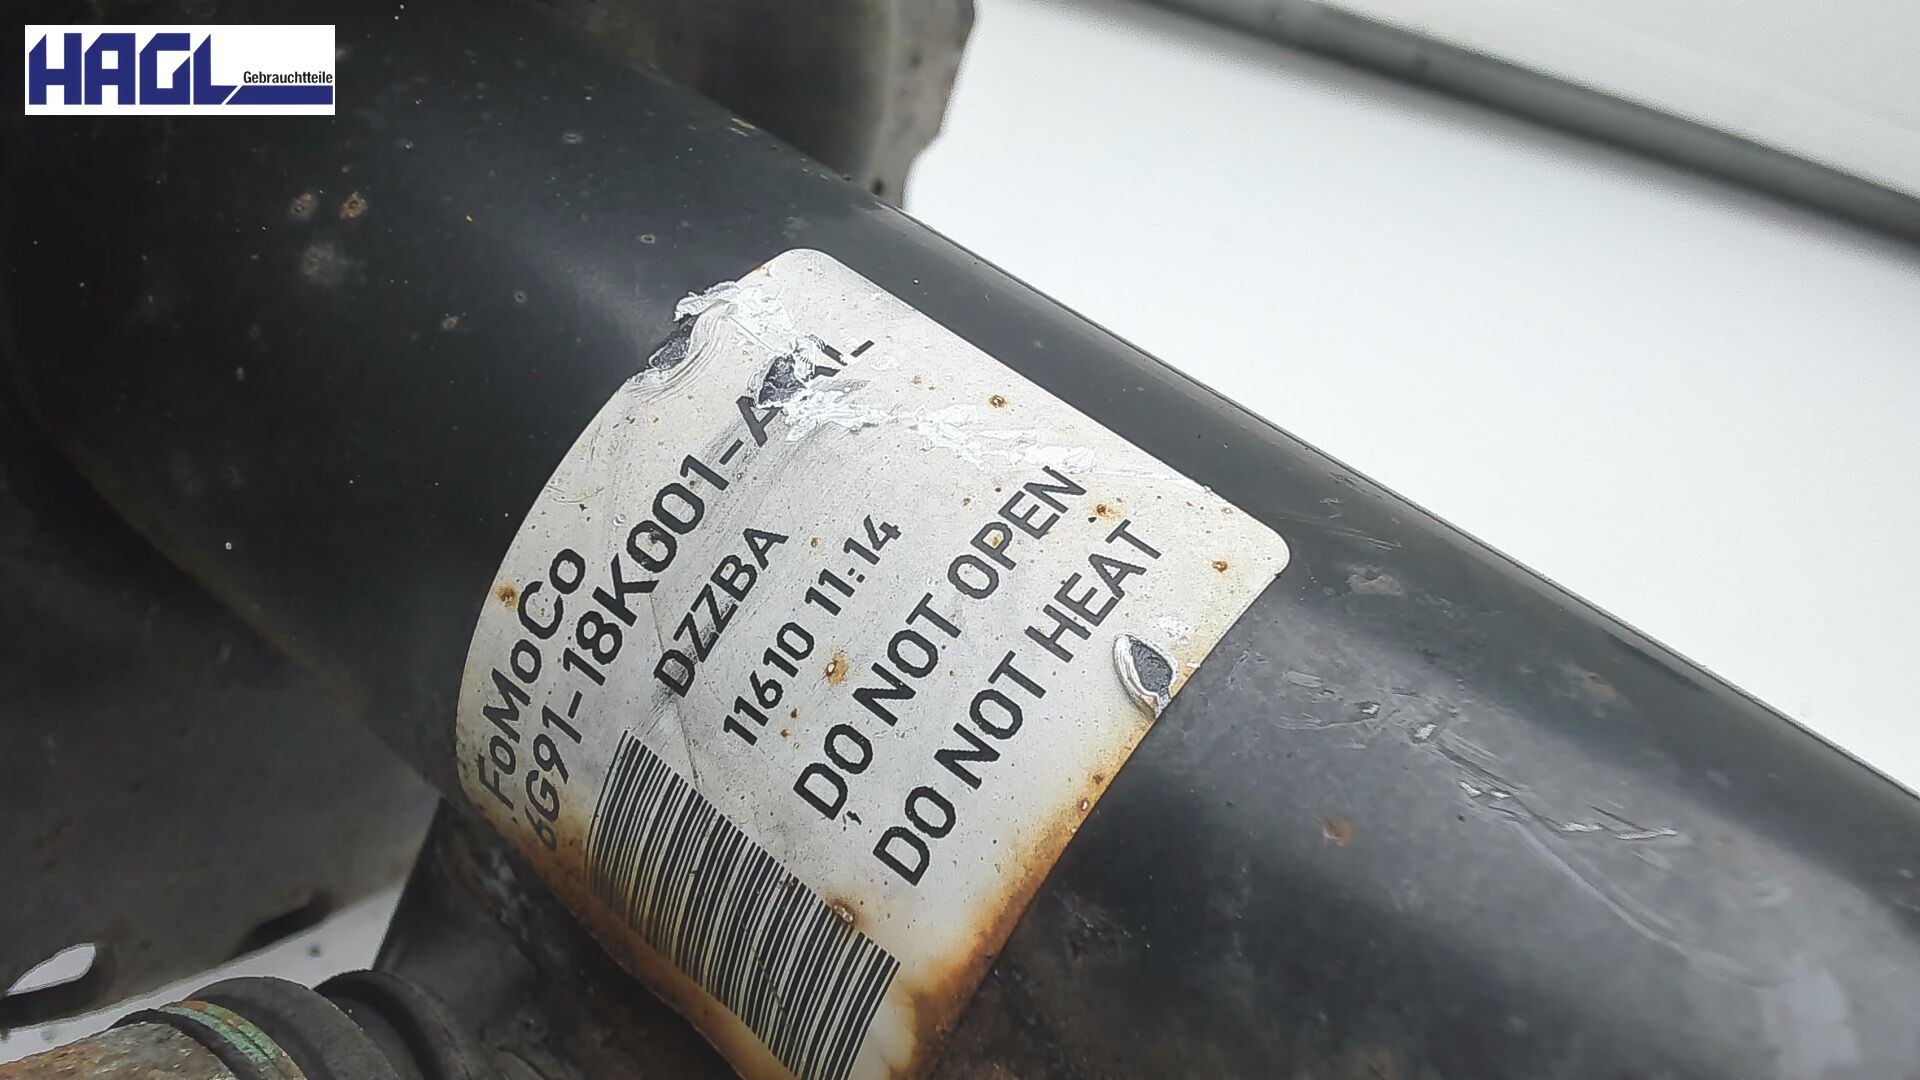 HAGL
Gebrauchtteile
FoMoCo
6G91-18K001-A
DZZBA
11610 11:14
DO NOT OPEN
DO NOT HEAT